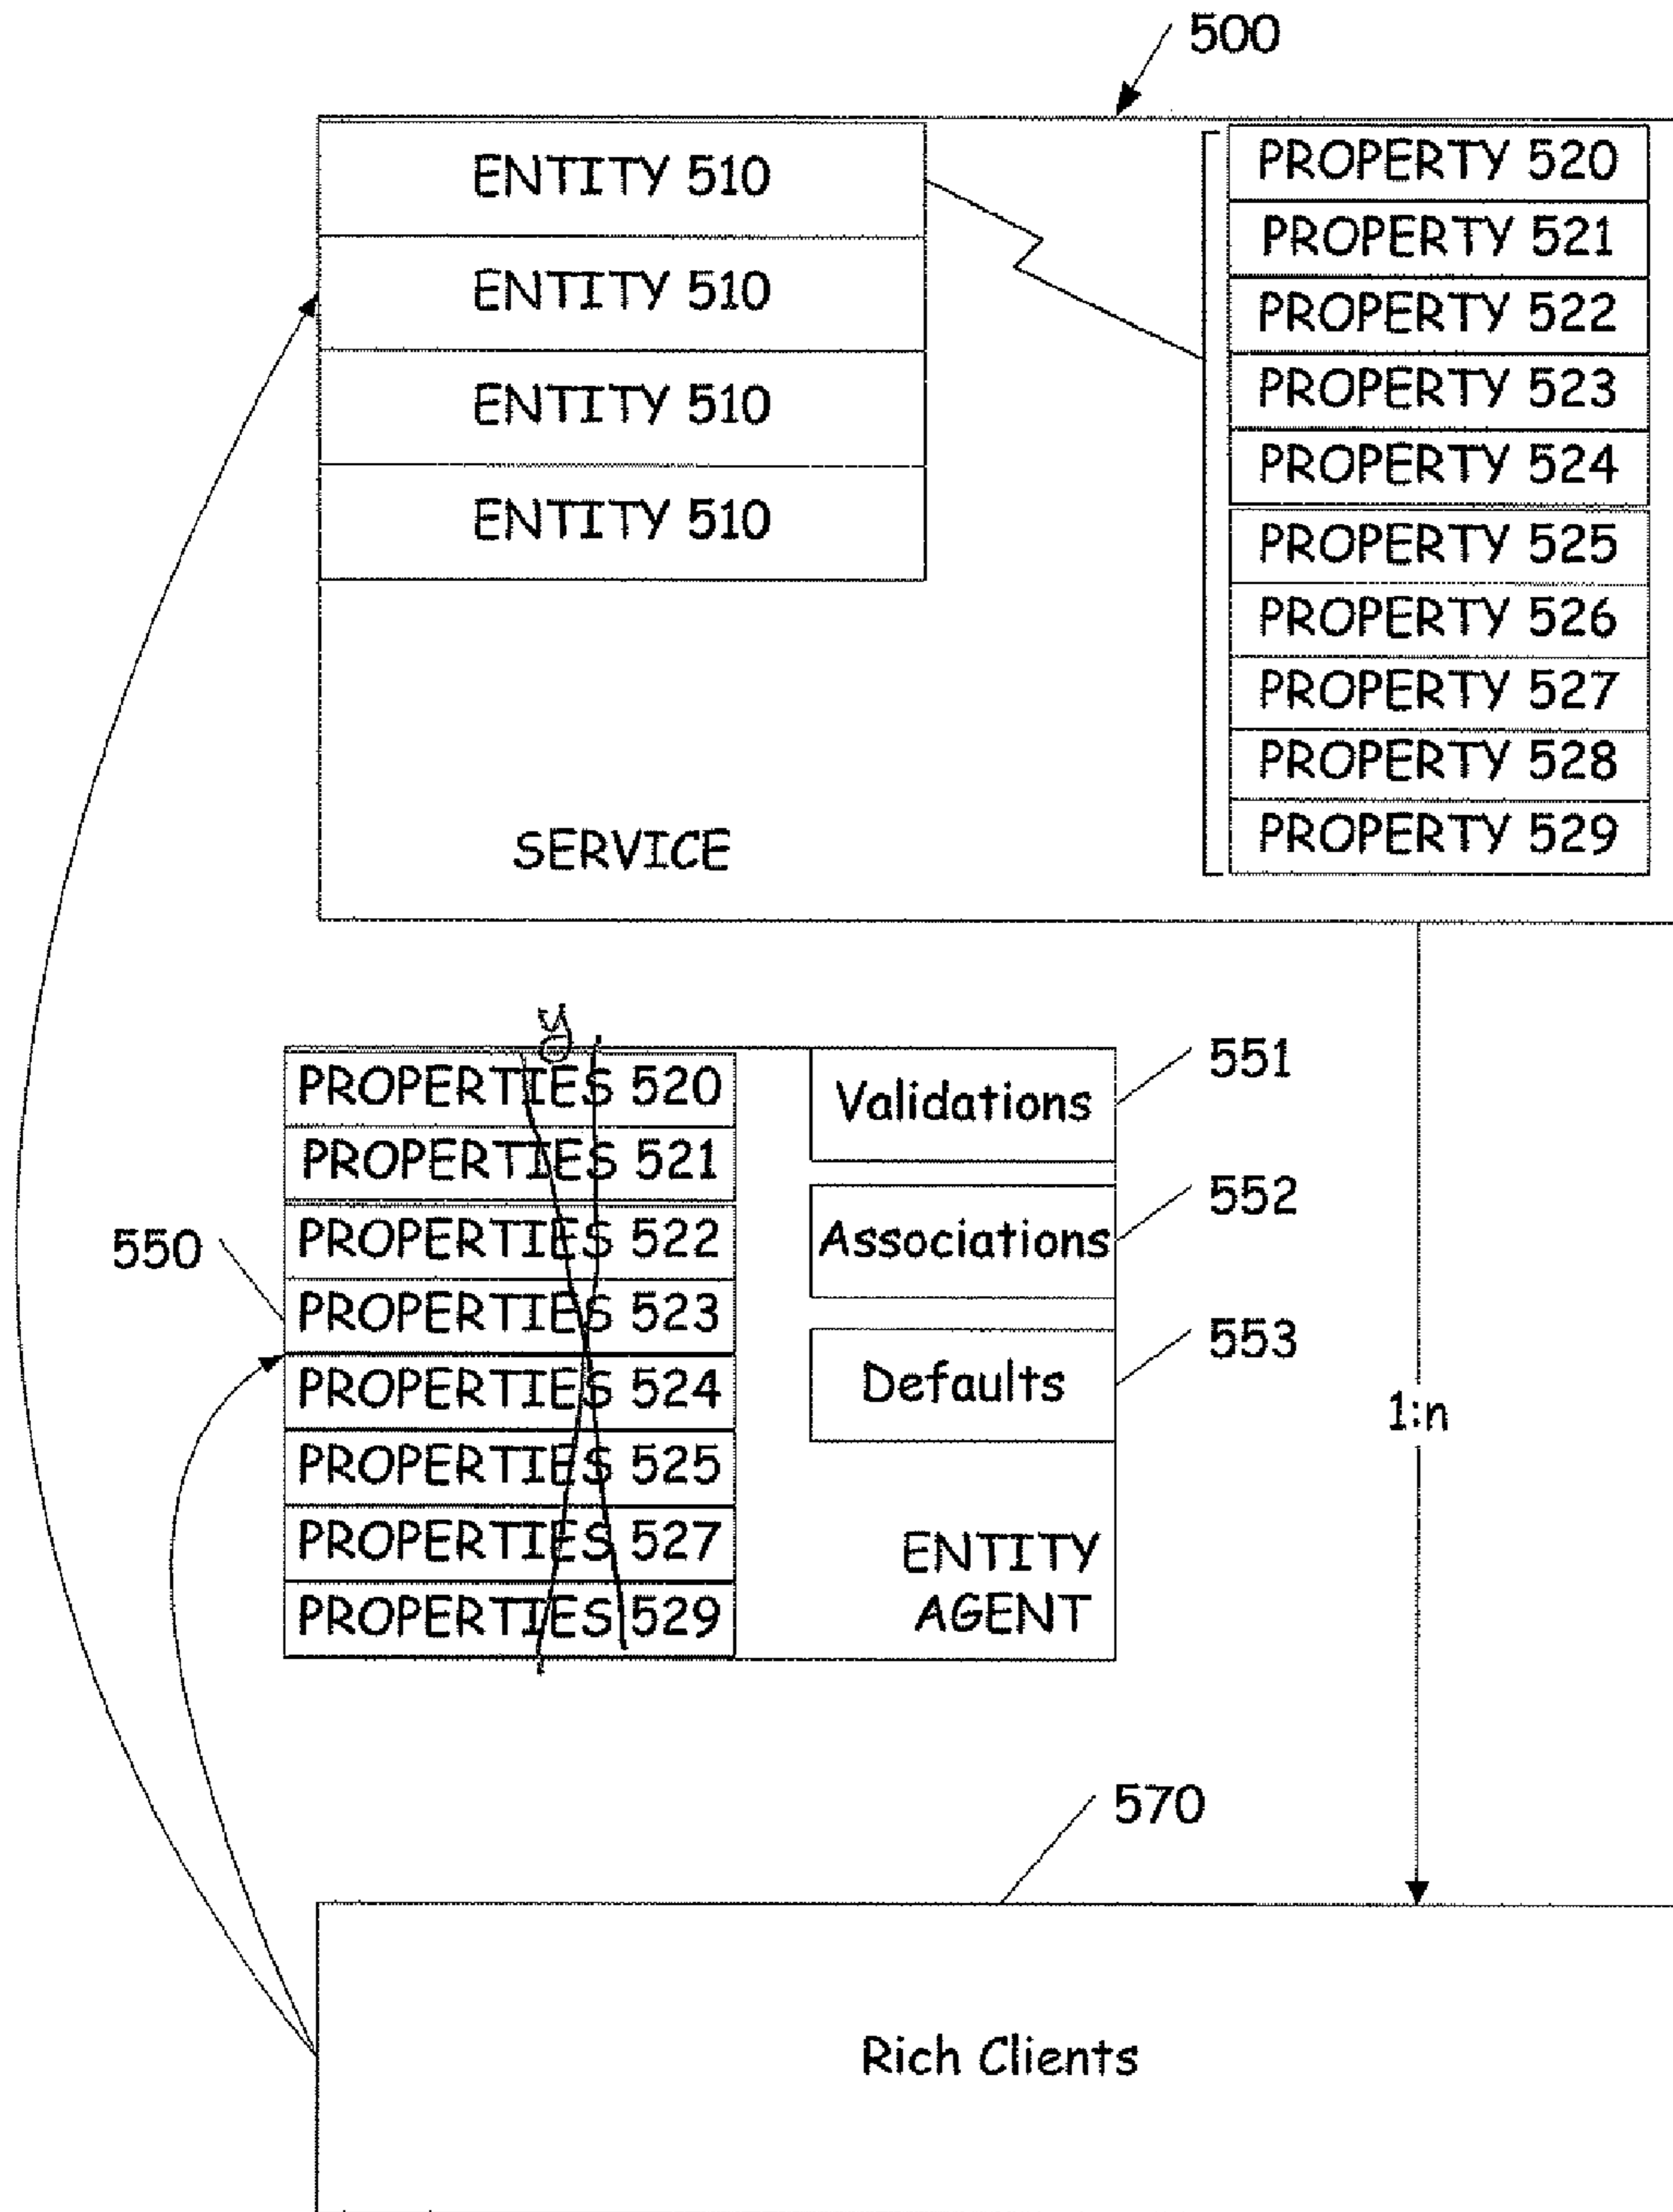 500
ENTITY 510
ENTITY 510
ENTITY 510
ENTITY 510
SERVICE
PROPERTY 520
PROPERTY 521
PROPERTY 522
PROPERTY 523
PROPERTY 524
PROPERTY 525
PROPERTY 526
PROPERTY 527
PROPERTY 528
PROPERTY 529
y
550
PROPERTIES 520
PROPERTIES 521
PROPERTIES 522
PROPERTIES 523
PROPERTIES 524
PROPERTIES 525
PROPERTIES 527
PROPERTIES 529
Validations
551
Associations
552
Defaults
553
ENTITY
AGENT
1:n
570
Rich Clients